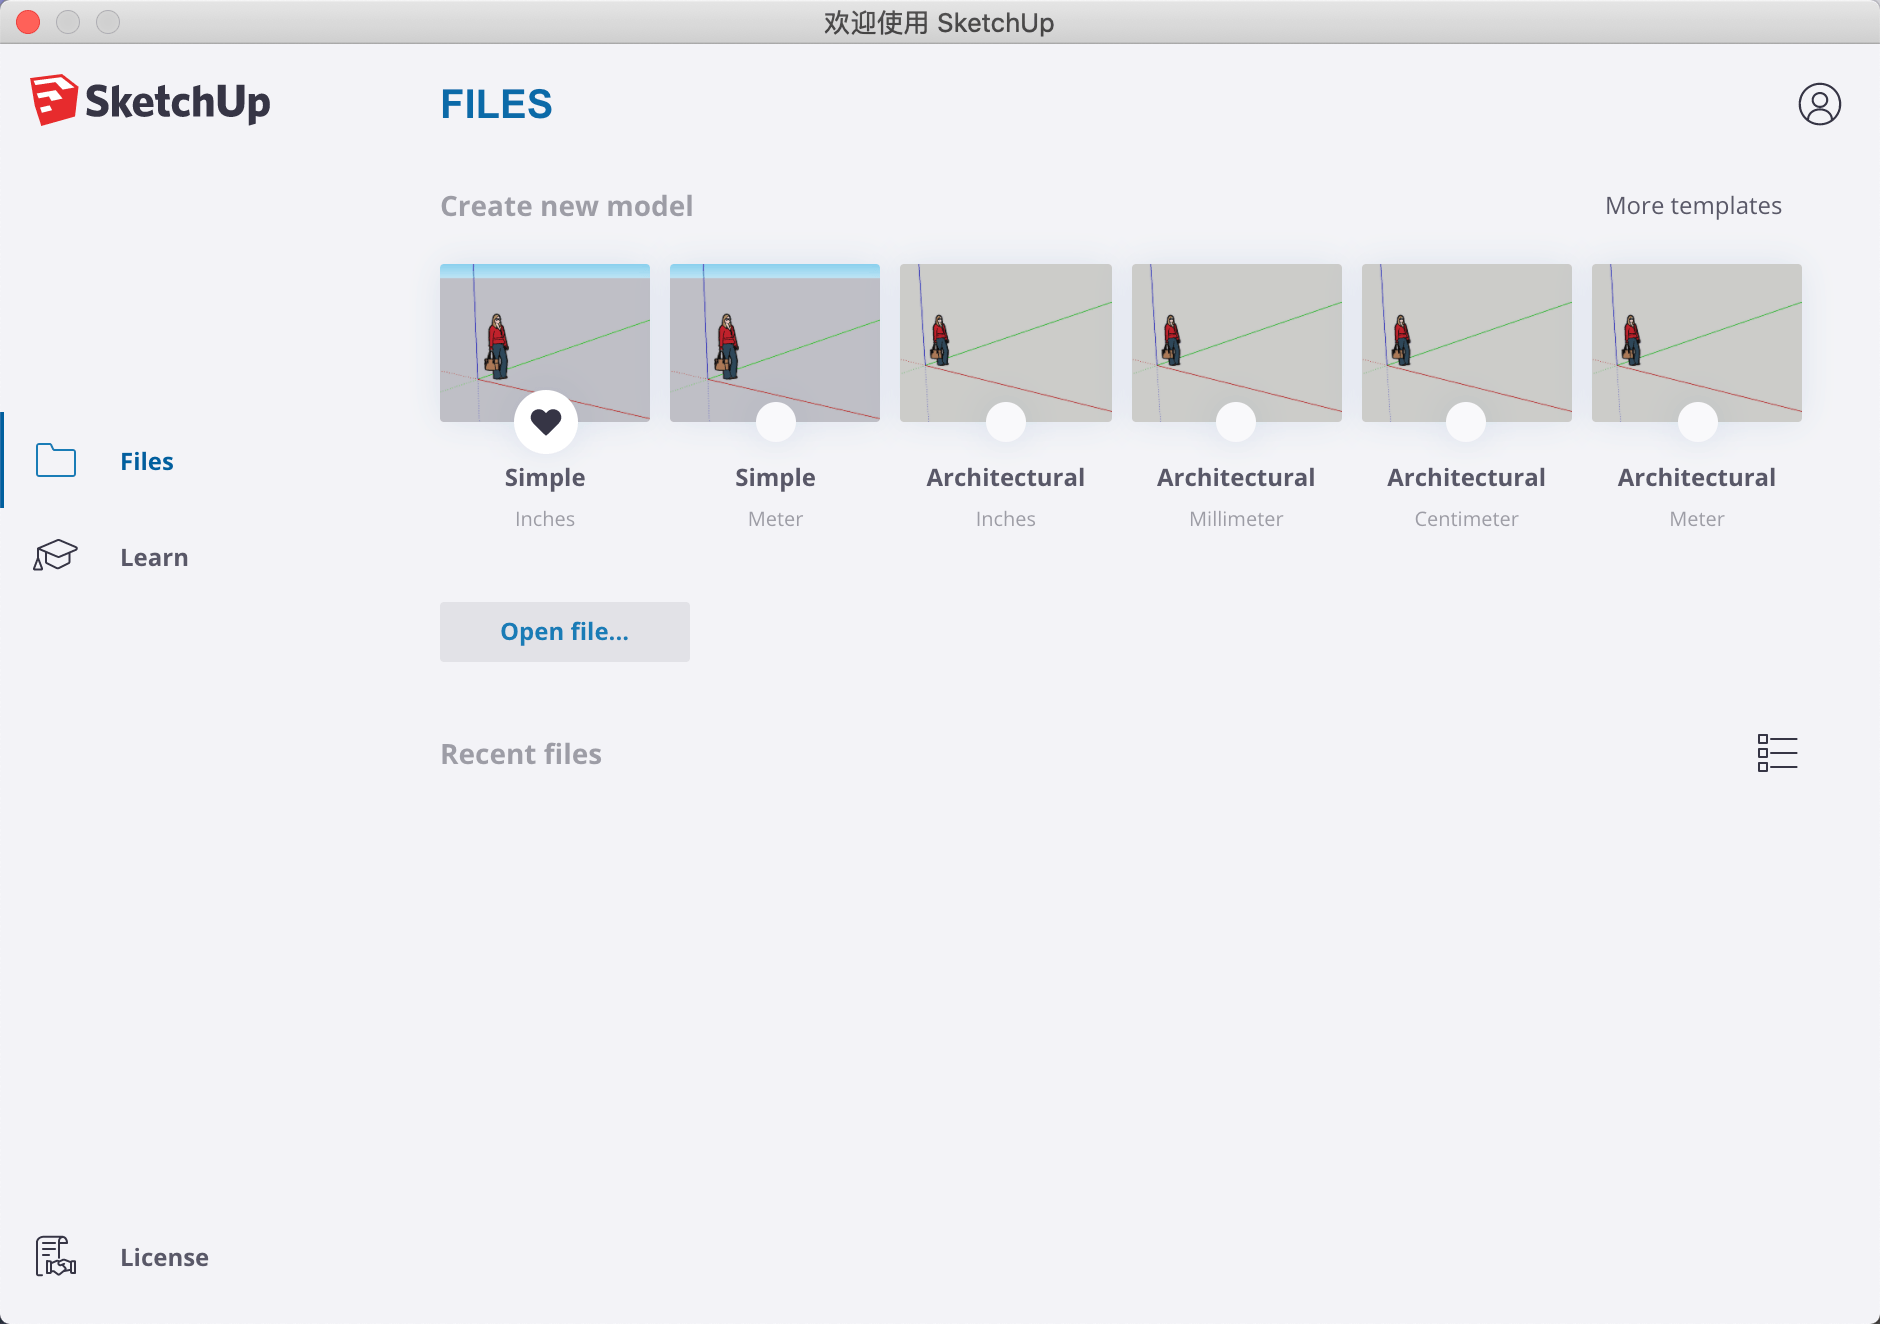 欢迎使用 SketchUp
SketchUp
FILES
Create new model
More templates
Simple
Inches
Simple
Meter
Architectural
Inches
Architectural
Millimeter
Architectural
Centimeter
Architectural
Meter
Files
Learn
Open file...
Recent files
License